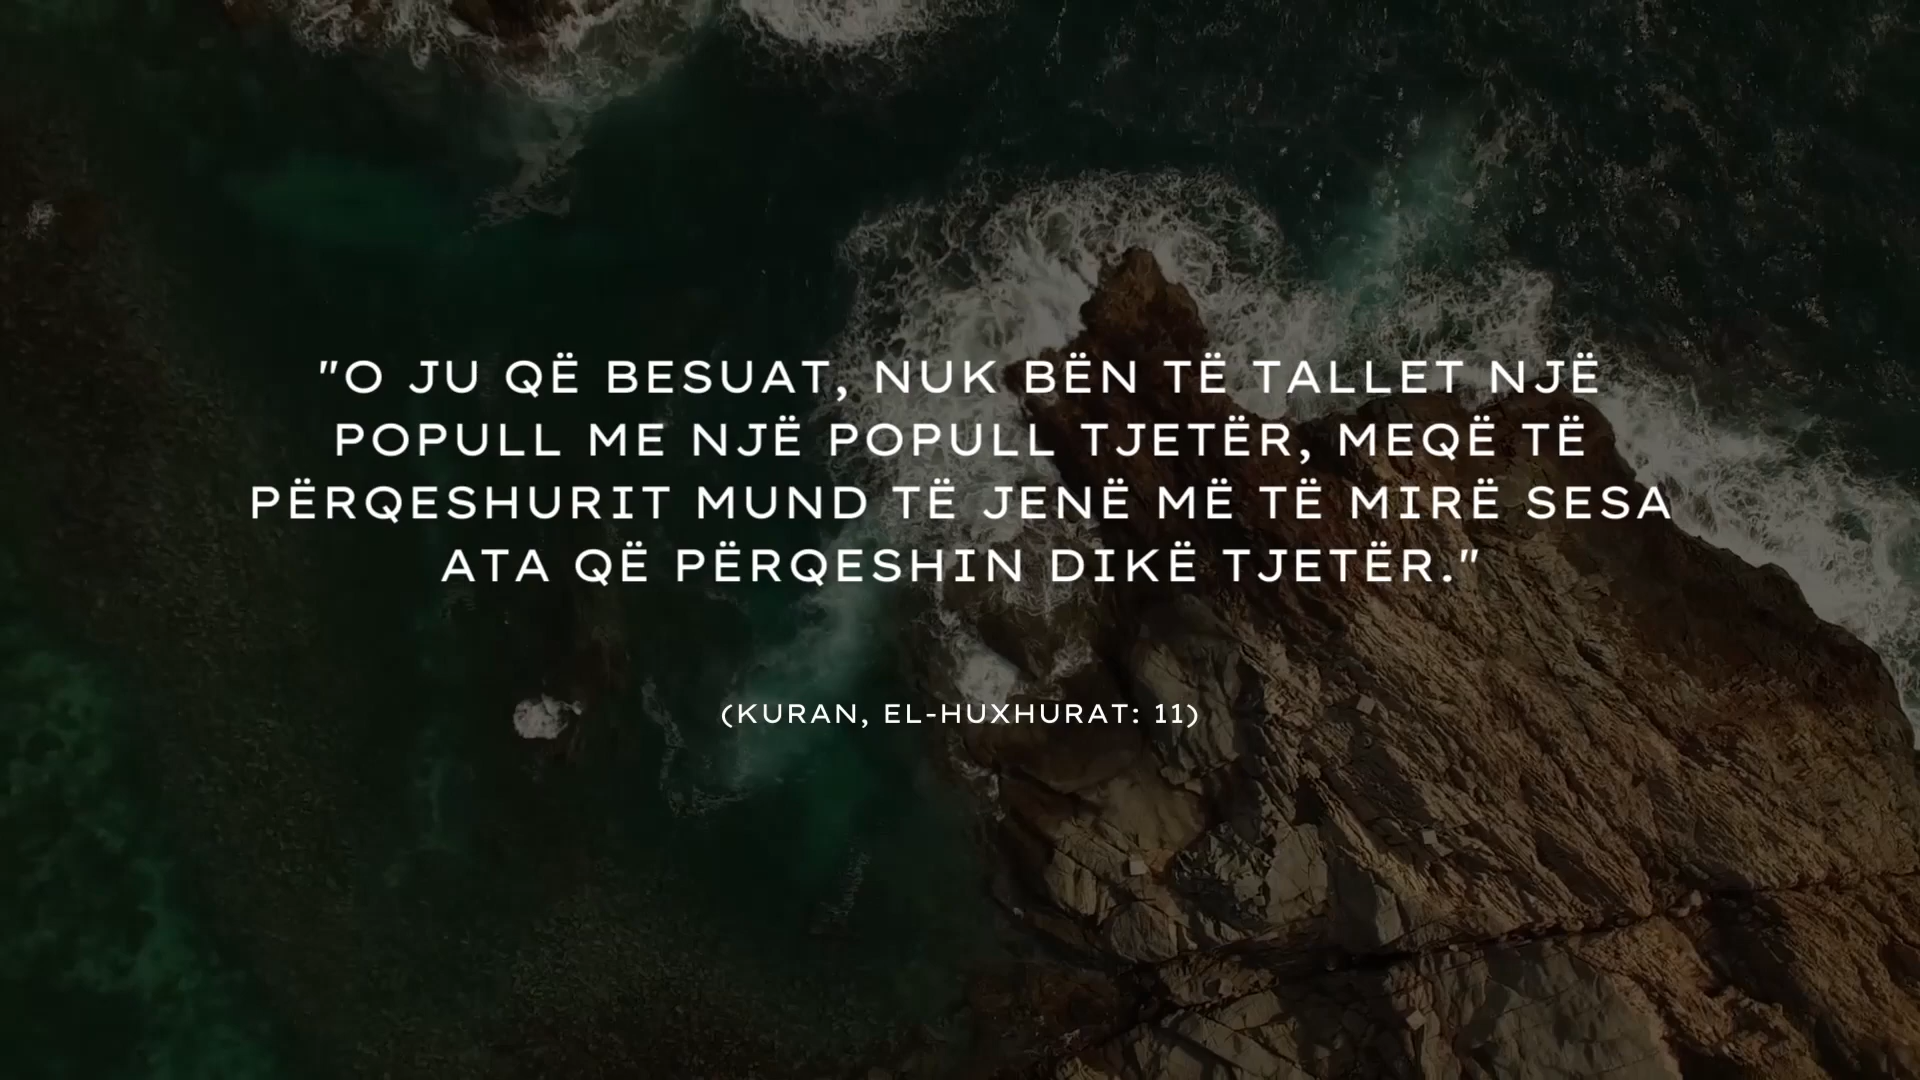 "O JU QË BESUAT, NUK BËN TË TALLET NJË
POPULL ME NJË POPULL TJETËR, MEQË TË
PËRQESHURIT MUND TË JENË MË TË MIRË SESA
ATA QË PËRQESHIN DIKË TJETËR."
(KURAN, EL-HUXHURAT: 11)